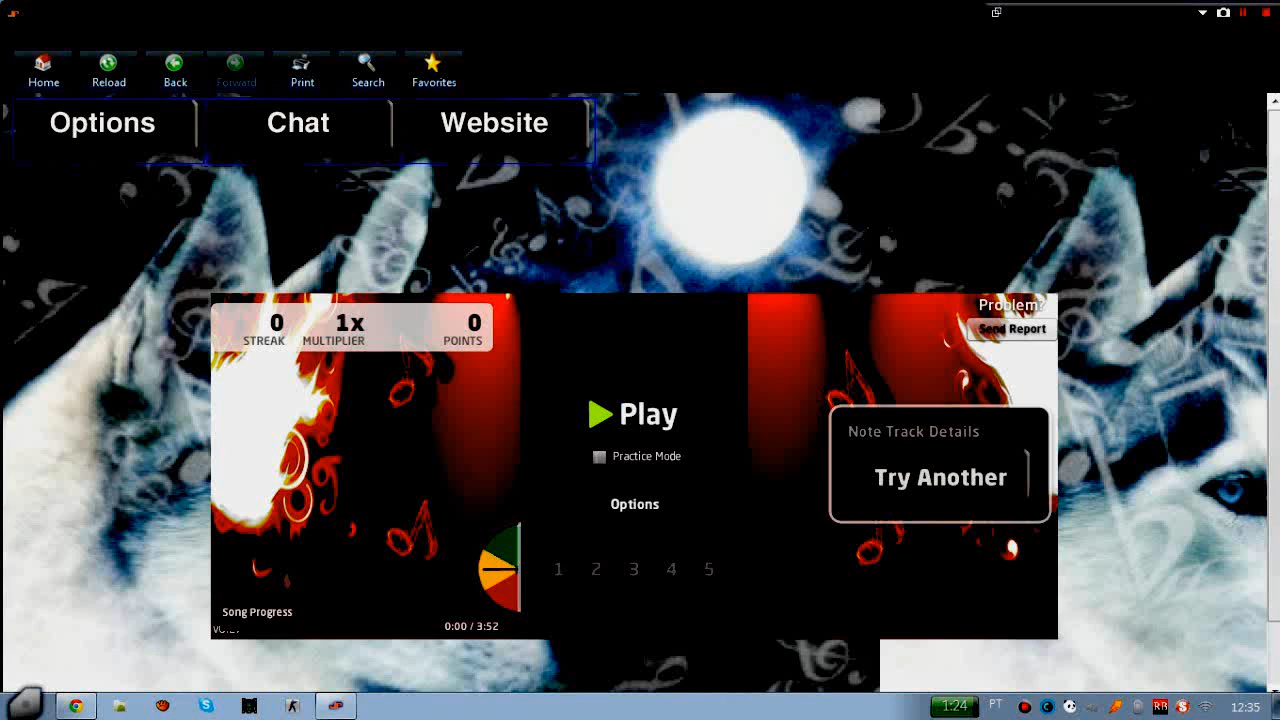 Home Reload Back Forward Print Search Favorites
Options Chat Website
0 1x 0
STREAK MULTIPLIER POINTS
Problem?
Send Report
Play
Practice Mode
Options
Note Track Details
Try Another
1 2 3 4 5
Song Progress
0:00 / 3:52
1:24 PT RB 12:35